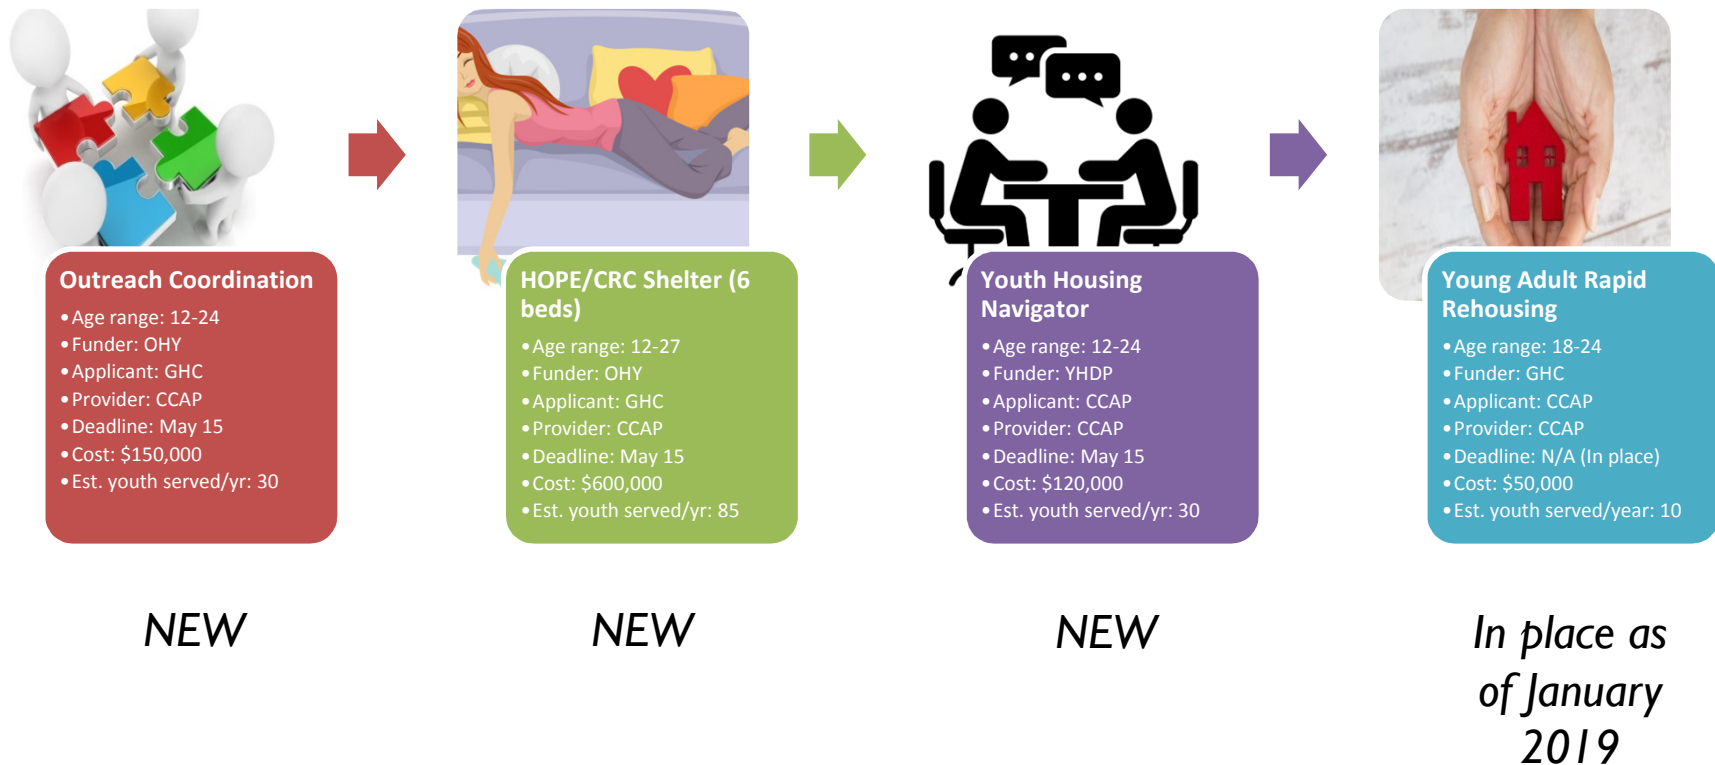 Outreach Coordination
•Age range: 12-24
•Funder: OHY
•Applicant: GHC
•Provider: CCAP
•Deadline: May 15
•Cost: $150,000
•Est. youth served/yr: 30
HOPE/CRC Shelter (6
beds)
•Age range: 12-27
•Funder: OHY
•Applicant: GHC
•Provider: CCAP
•Deadline: May 15
•Cost: $600,000
•Est. youth served/yr: 85
Youth Housing
Navigator
•Age range: 12-24
•Funder: YHDP
•Applicant: CCAP
•Provider: CCAP
•Deadline: May 15
•Cost: $120,000
•Est. youth served/yr: 30
Young Adult Rapid
Rehousing
•Age range: 18-24
•Funder: GHC
•Applicant: CCAP
•Provider: CCAP
•Deadline: N/A (In place)
•Cost: $50,000
•Est. youth served/year: 10
NEW
NEW
NEW
In place as
of January
2019